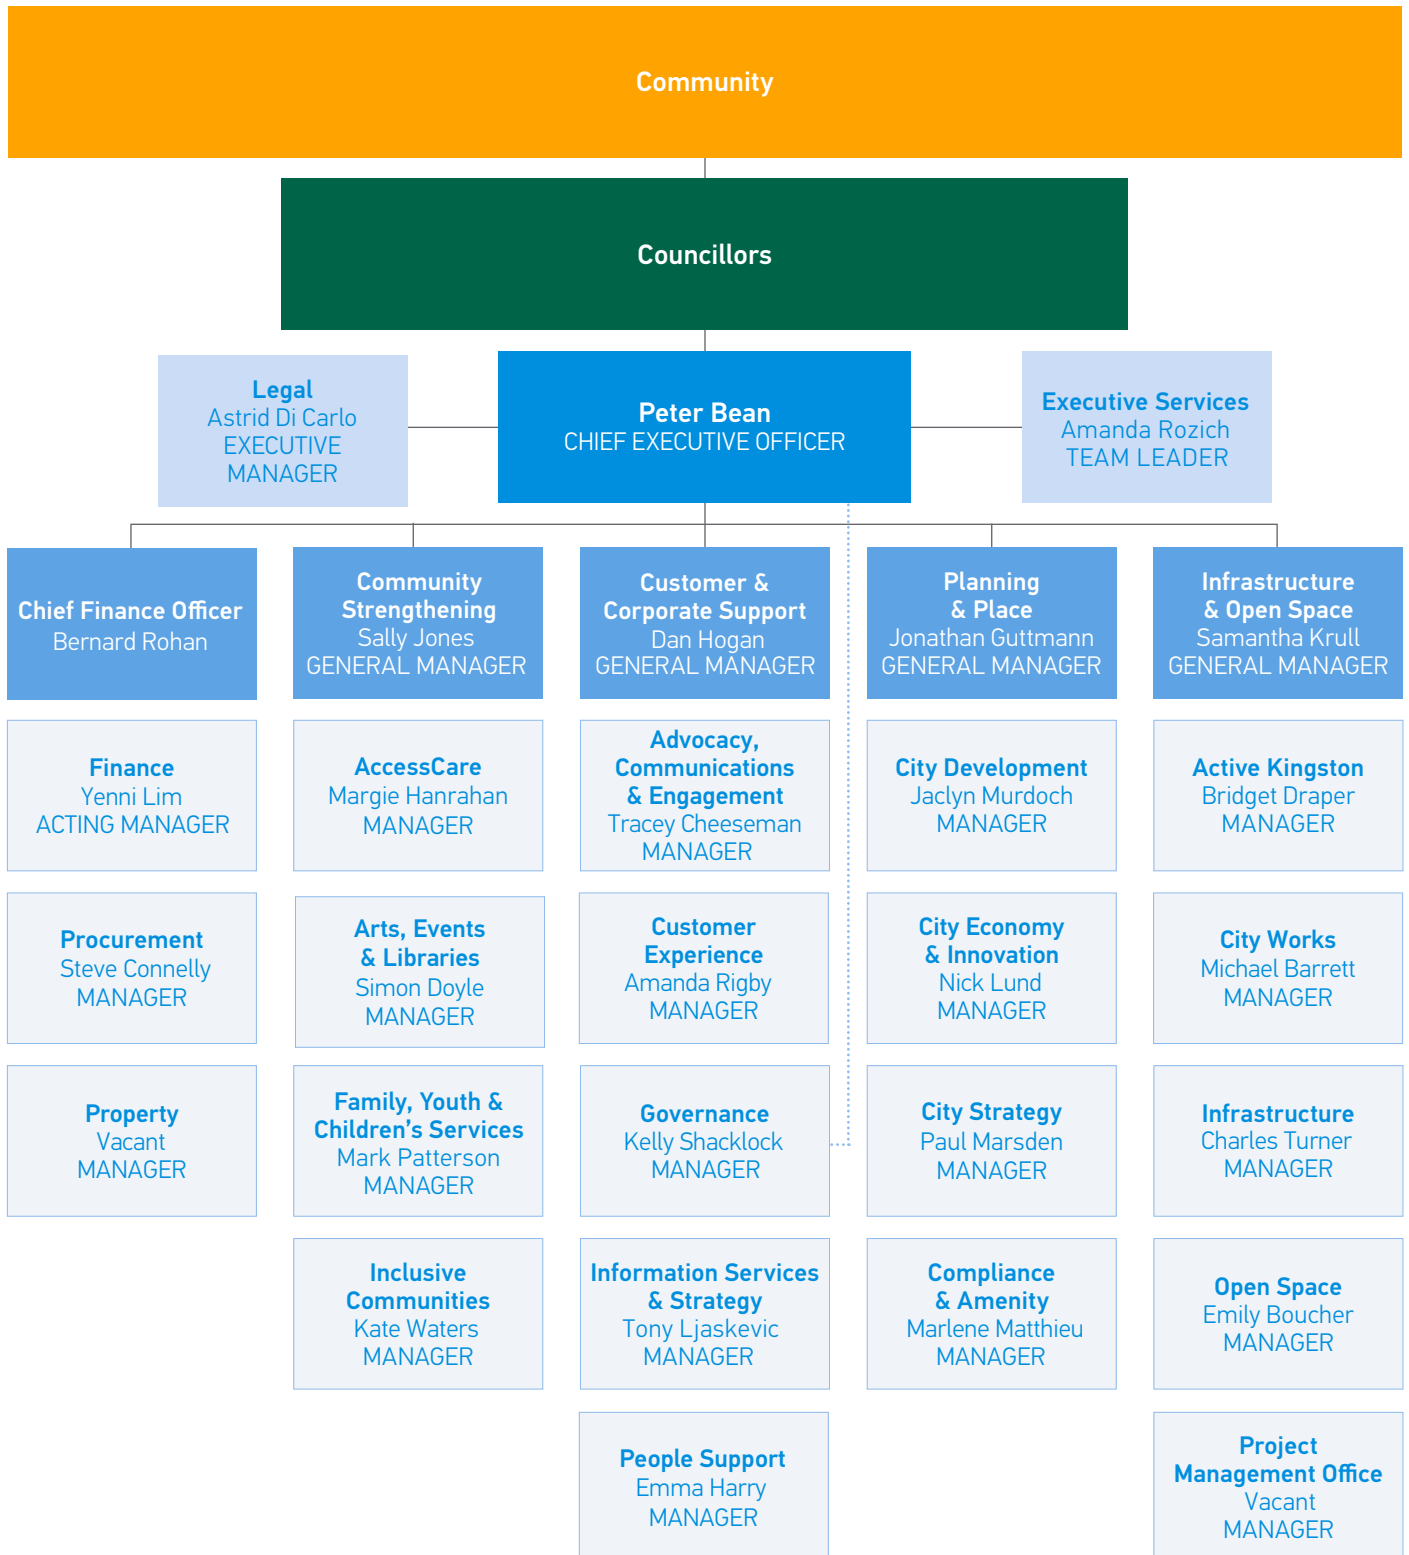 Community
Councillors
Legal
Astrid Di Carlo
EXECUTIVE
MANAGER
Peter Bean
CHIEF EXECUTIVE OFFICER
Executive Services
Amanda Rozich
TEAM LEADER
Chief Finance Officer
Bernard Rohan
Community
Strengthening
Sally Jones
GENERAL MANAGER
Customer &
Corporate Support
Dan Hogan
GENERAL MANAGER
Planning
& Place
Jonathan Guttmann
GENERAL MANAGER
Infrastructure
& Open Space
Samantha Krull
GENERAL MANAGER
Finance
Yenni Lim
ACTING MANAGER
AccessCare
Margie Hanrahan
MANAGER
Advocacy,
Communications
& Engagement
Tracey Cheeseman
MANAGER
City Development
Jaclyn Murdoch
MANAGER
Active Kingston
Bridget Draper
MANAGER
Procurement
Steve Connelly
MANAGER
Arts, Events
& Libraries
Simon Doyle
MANAGER
Customer
Experience
Amanda Rigby
MANAGER
City Economy
& Innovation
Nick Lund
MANAGER
City Works
Michael Barrett
MANAGER
Property
Vacant
MANAGER
Family, Youth &
Children’s Services
Mark Patterson
MANAGER
Governance
Kelly Shacklock
MANAGER
City Strategy
Paul Marsden
MANAGER
Infrastructure
Charles Turner
MANAGER
Inclusive
Communities
Kate Waters
MANAGER
Information Services
& Strategy
Tony Ljaskevic
MANAGER
Compliance
& Amenity
Marlene Matthieu
MANAGER
Open Space
Emily Boucher
MANAGER
People Support
Emma Harry
MANAGER
Project
Management Office
Vacant
MANAGER